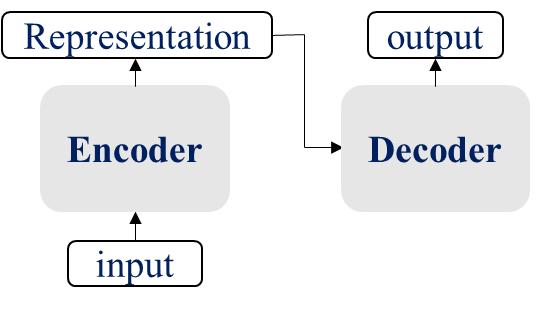 Representation
output
Encoder
Decoder
input